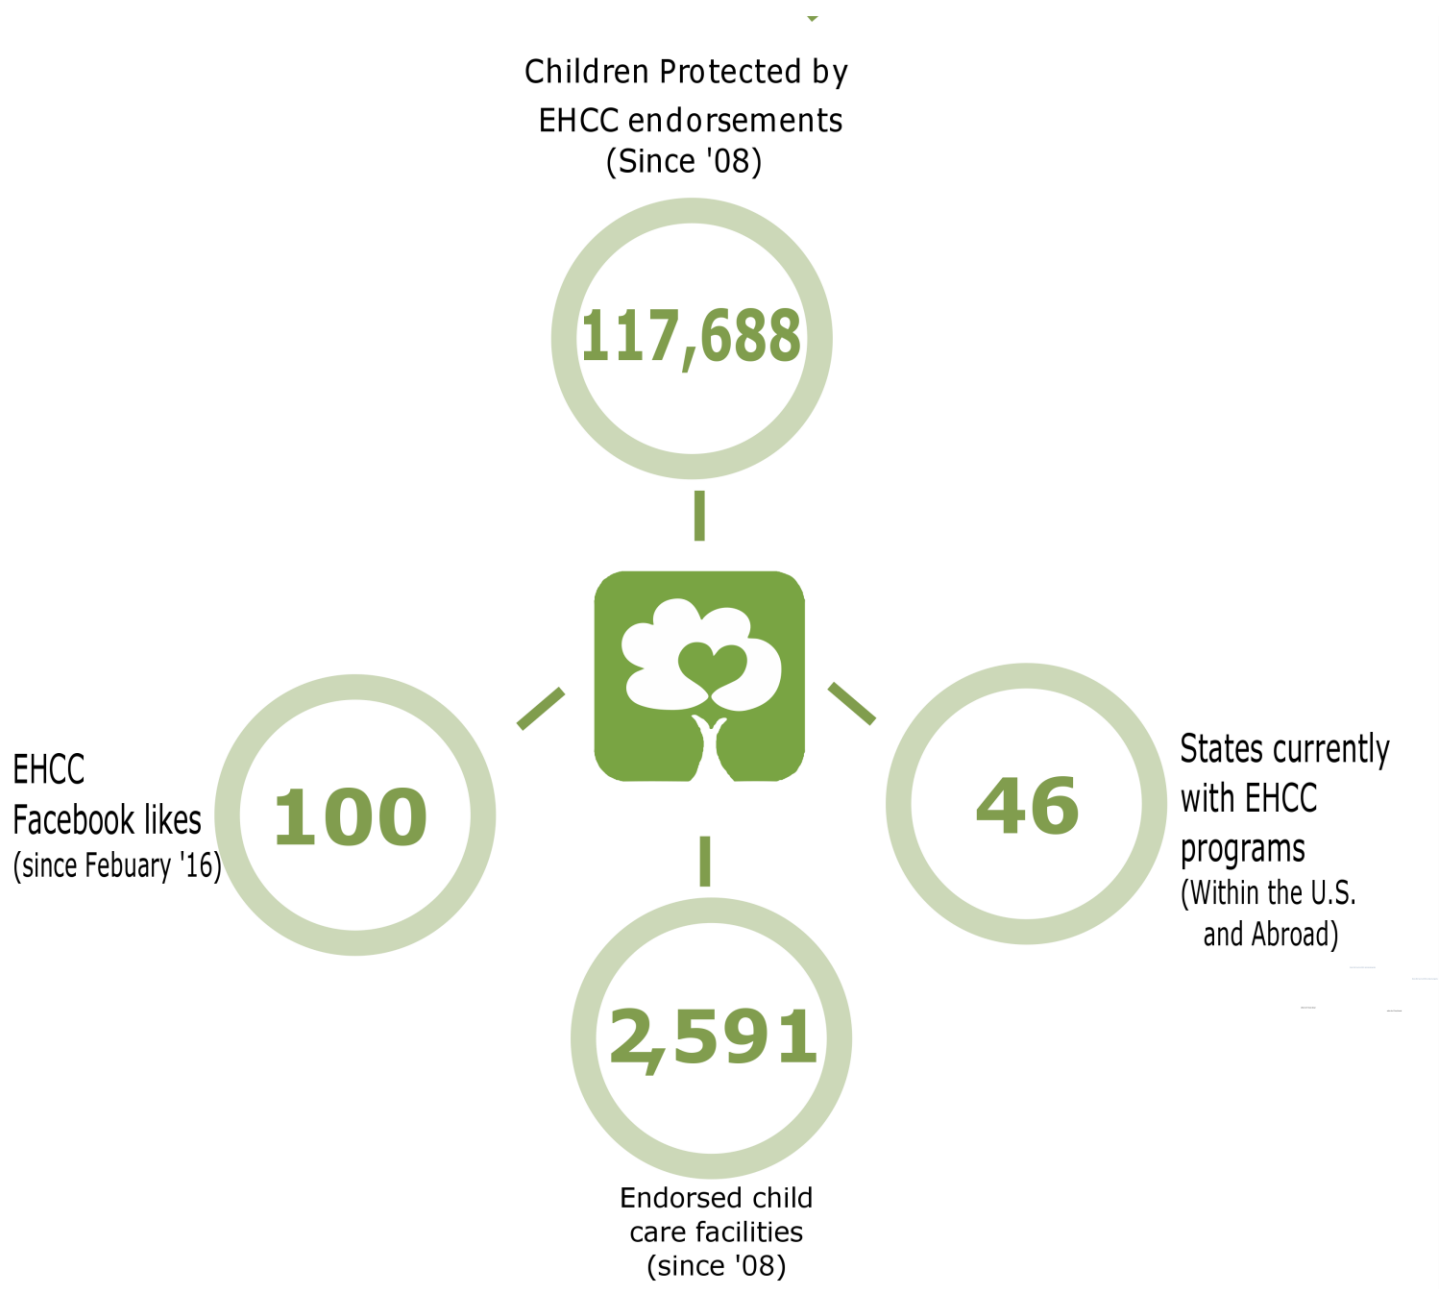 Children Protected by
EHCC endorsements
(Since '08)
117,688
EHCC
Facebook likes
(since Febuary '16)
100
46
States currently
with EHCC
programs
(Within the U.S.
and Abroad)
2,591
Endorsed child
care facilities
(since '08)